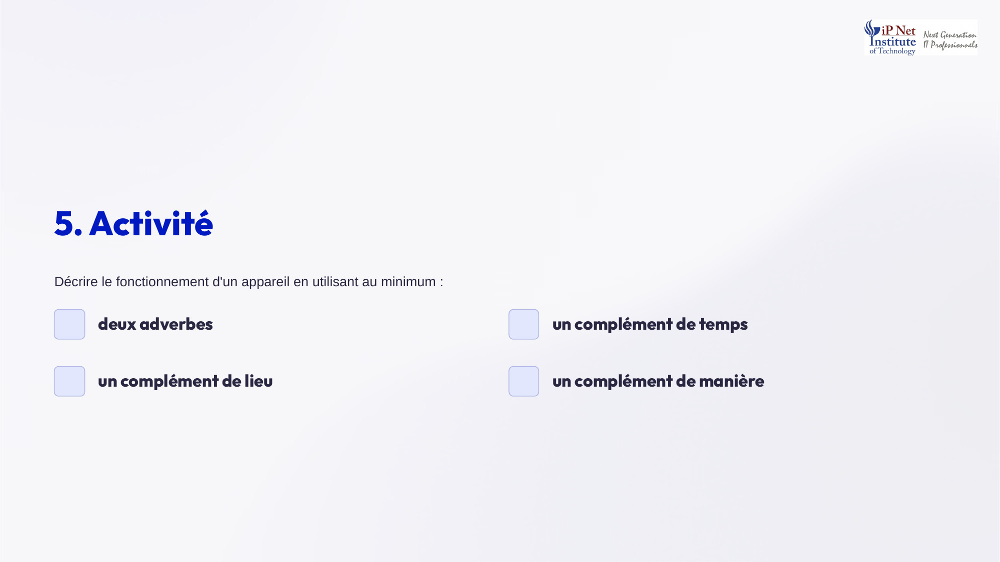 iP Net
Institute
of Technology
Next Generation
IT Professionnels
5. Activité
Décrire le fonctionnement d'un appareil en utilisant au minimum :
deux adverbes
un complément de temps
un complément de lieu
un complément de manière